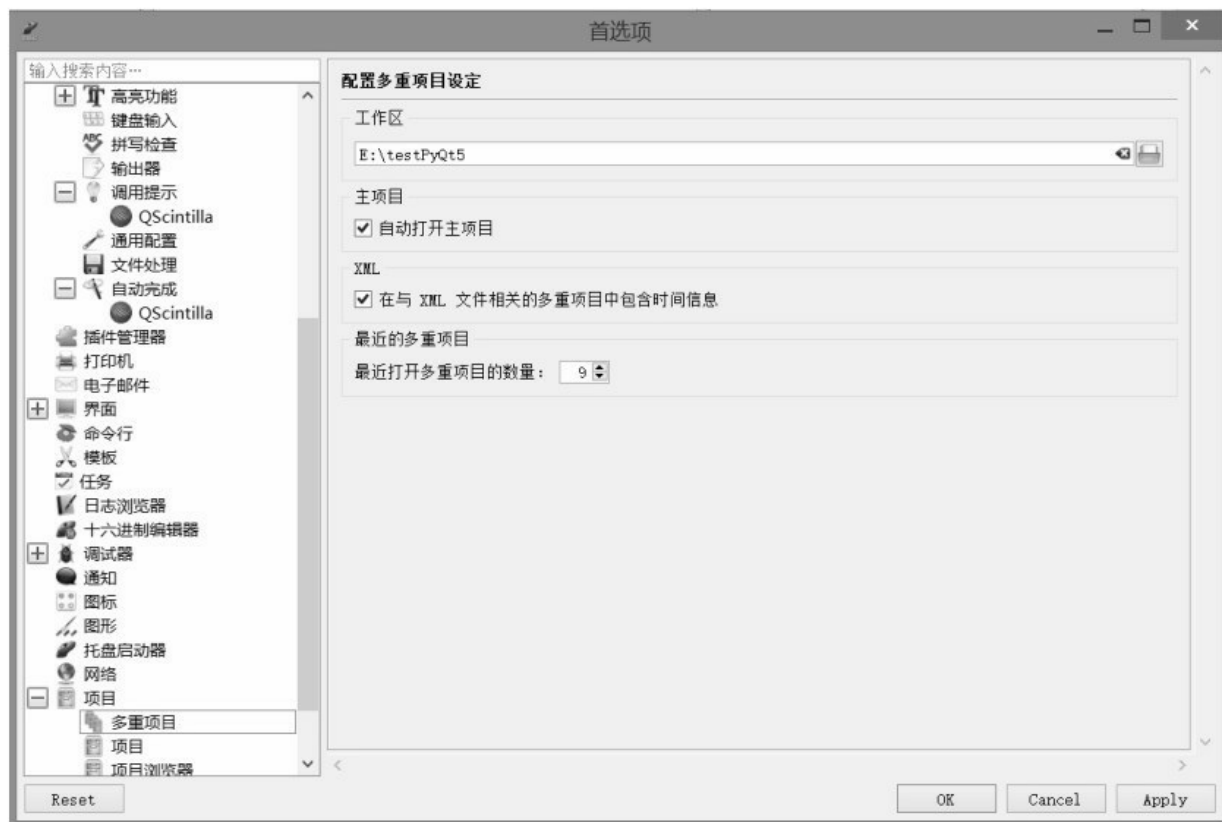 首选项
输入搜索内容…
高亮功能
键盘输入
ABC
拼写检查
输出器
调用提示
QScintilla
通用配置
文件处理
自动完成
QScintilla
插件管理器
打印机
电子邮件
界面
命令行
模板
任务
日志浏览器
十六进制编辑器
调试器
通知
图标
图形
托盘启动器
网络
项目
多重项目
项目
项目浏览器
配置多重项目设定
工作区
E:\testPyQt5
主项目
自动打开主项目
XML
在与 XML 文件相关的多重项目中包含时间信息
最近的多重项目
最近打开多重项目的数量： 9
Reset
OK
Cancel
Apply